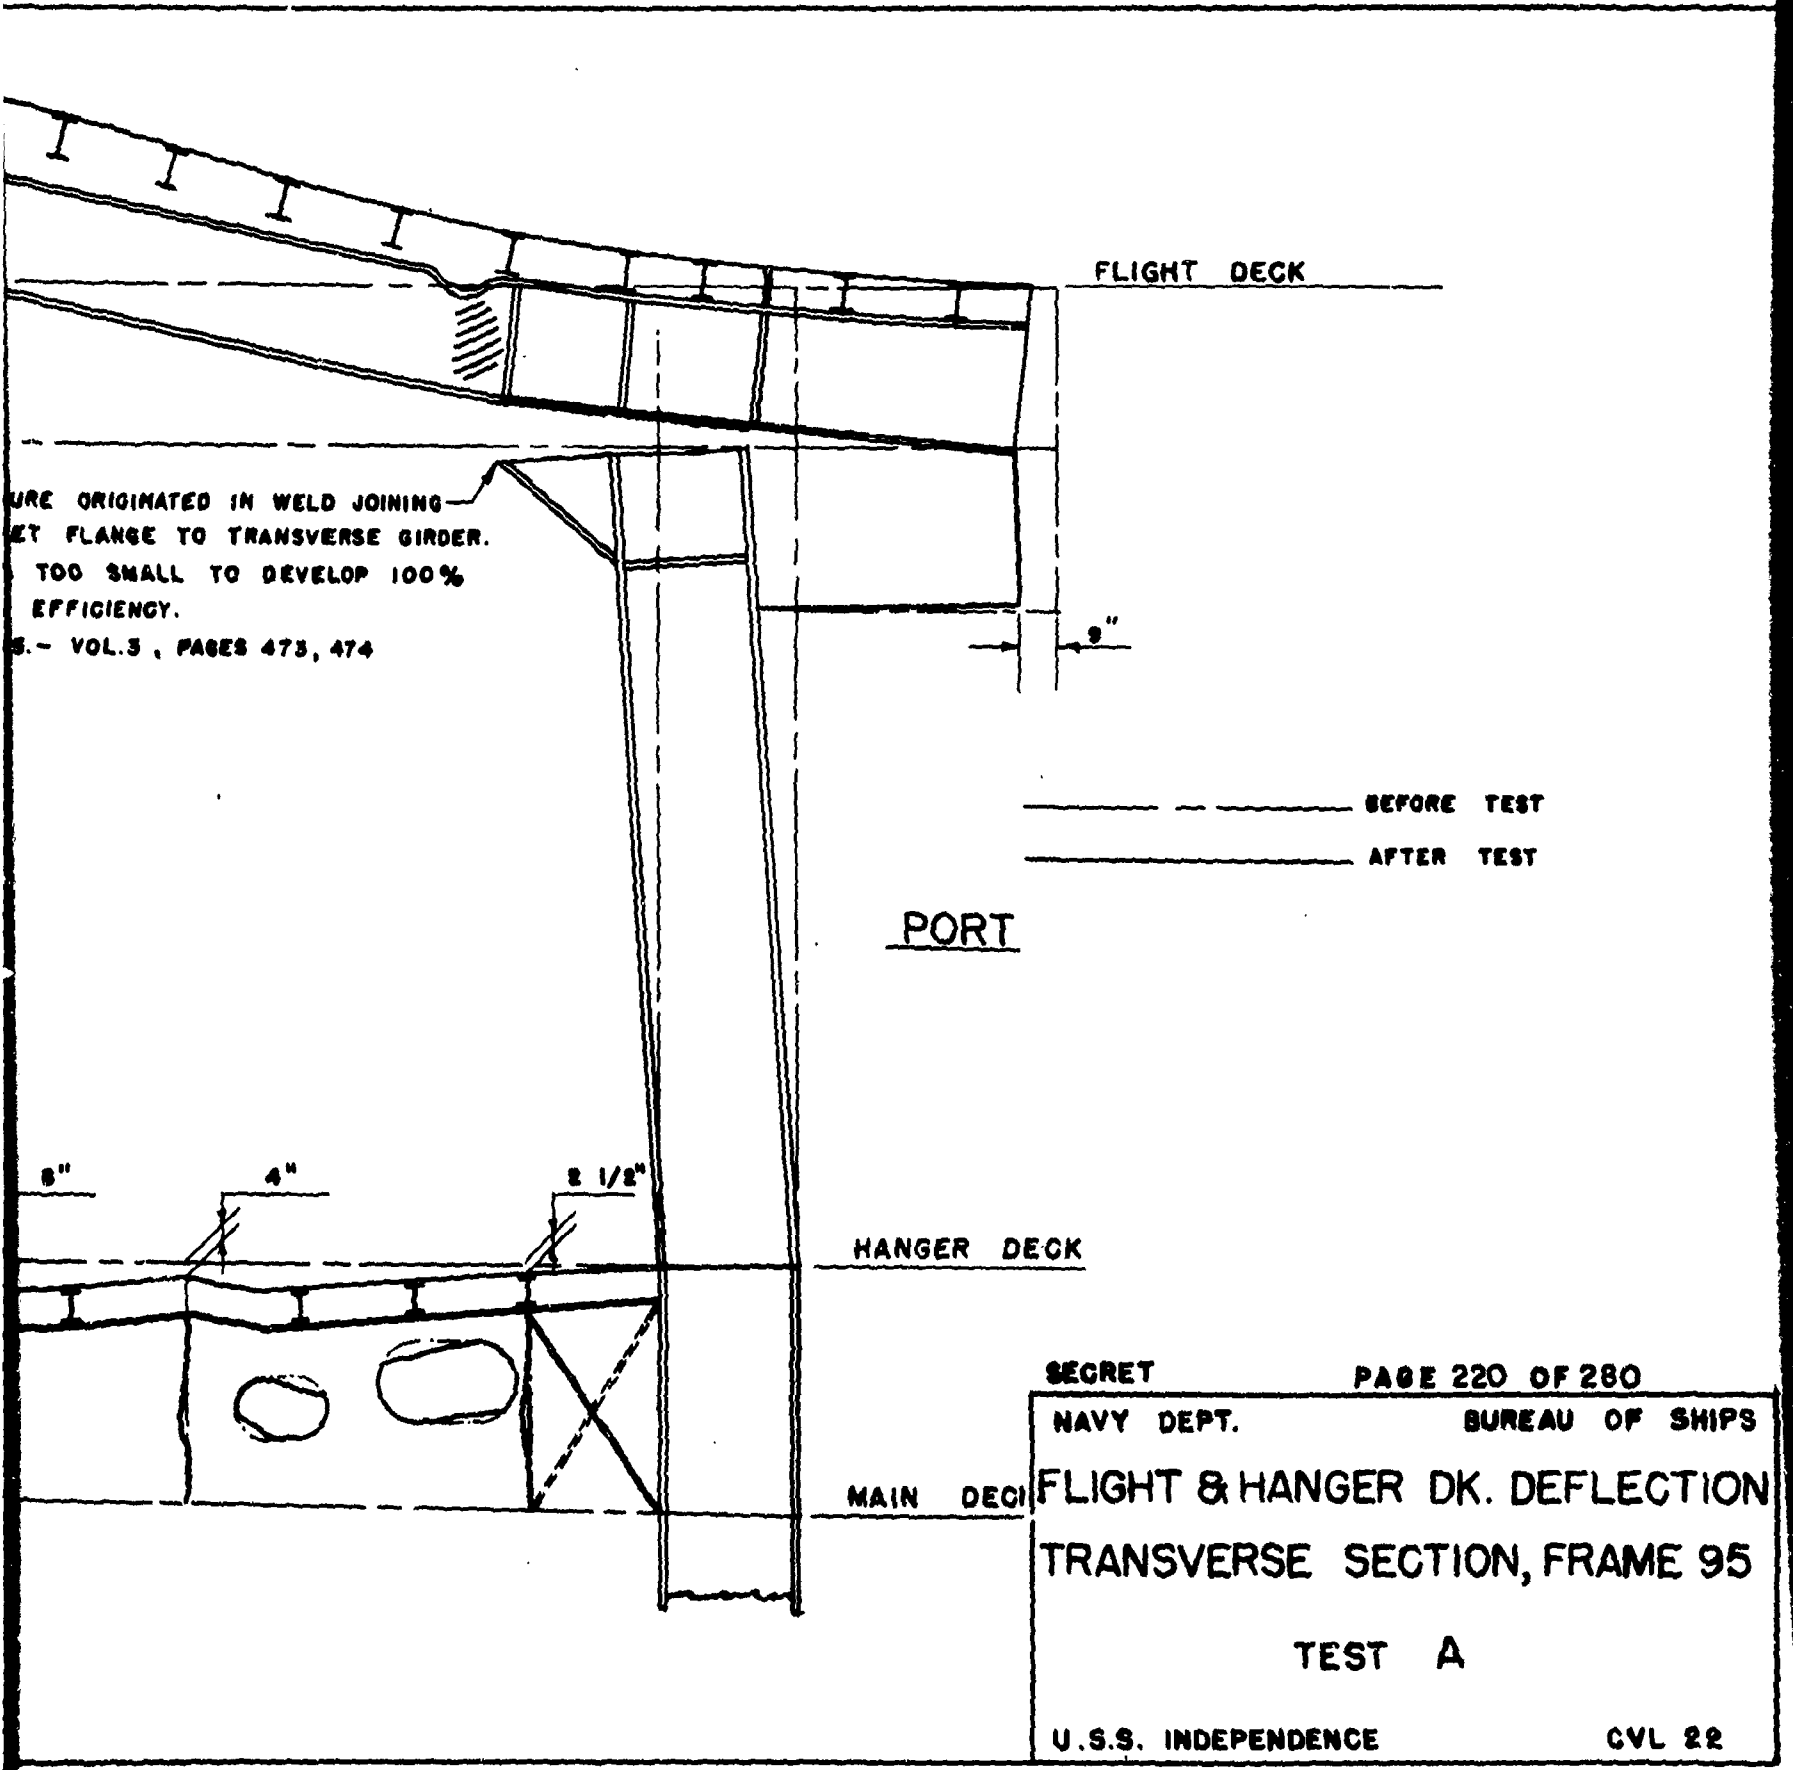 FLIGHT DECK
URE ORIGINATED IN WELD JOINING
ET FLANGE TO TRANSVERSE GIRDER.
TOO SMALL TO DEVELOP 100%
EFFICIENCY.
S.- VOL.3, PAGES 473, 474
9"
BEFORE TEST
AFTER TEST
PORT
4"
2 1/2"
HANGER DECK
MAIN DECK
SECRET PAGE 220 OF 280
NAVY DEPT. BUREAU OF SHIPS
FLIGHT & HANGER DK. DEFLECTION
TRANSVERSE SECTION, FRAME 95
TEST A
U.S.S. INDEPENDENCE CVL 22